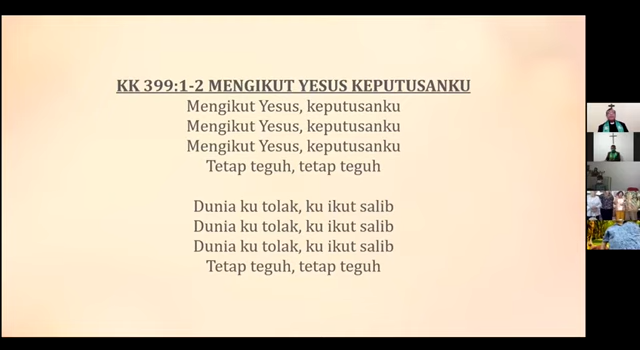 KK 399:1-2 MENGIKUT YESUS KEPUTUSANKU
Mengikut Yesus, keputusanku
Mengikut Yesus, keputusanku
Mengikut Yesus, keputusanku
Tetap teguh, tetap teguh
Dunia ku tolak, ku ikut salib
Dunia ku tolak, ku ikut salib
Dunia ku tolak, ku ikut salib
Tetap teguh, tetap teguh